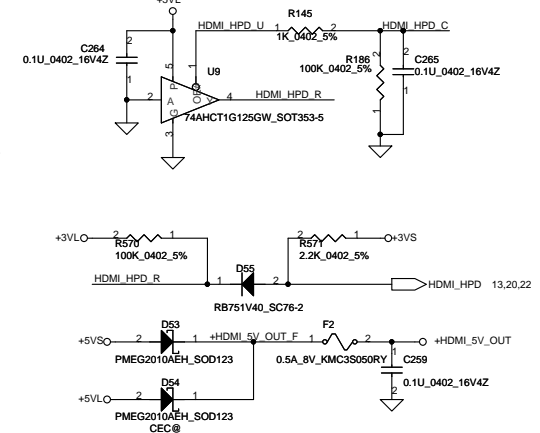 +3VL
HDMI_HPD_U
R145
1
2
1K_0402_5%
HDMI_HPD_C
C264
0.1U_0402_16V4Z
2
1
5
1
U9
P
OE#
2
A
Y
4
HDMI_HPD_R
G
3
74AHCT1G125GW_SOT353-5
R186
100K_0402_5%
2
1
2
C265
0.1U_0402_16V4Z
1
+3VL
2
1
R570
100K_0402_5%
2
1
+3VS
R571
2.2K_0402_5%
HDMI_HPD_R
1
D55
2
RB751V40_SC76-2
HDMI_HPD 13,20,22
+5VS
2
D53
1
PMEG2010AEH_SOD123
+HDMI_5V_OUT_F
1
F2
2
0.5A_8V_KMC3S050RY
+HDMI_5V_OUT
1
C259
0.1U_0402_16V4Z
2
+5VL
2
D54
1
PMEG2010AEH_SOD123
CEC@